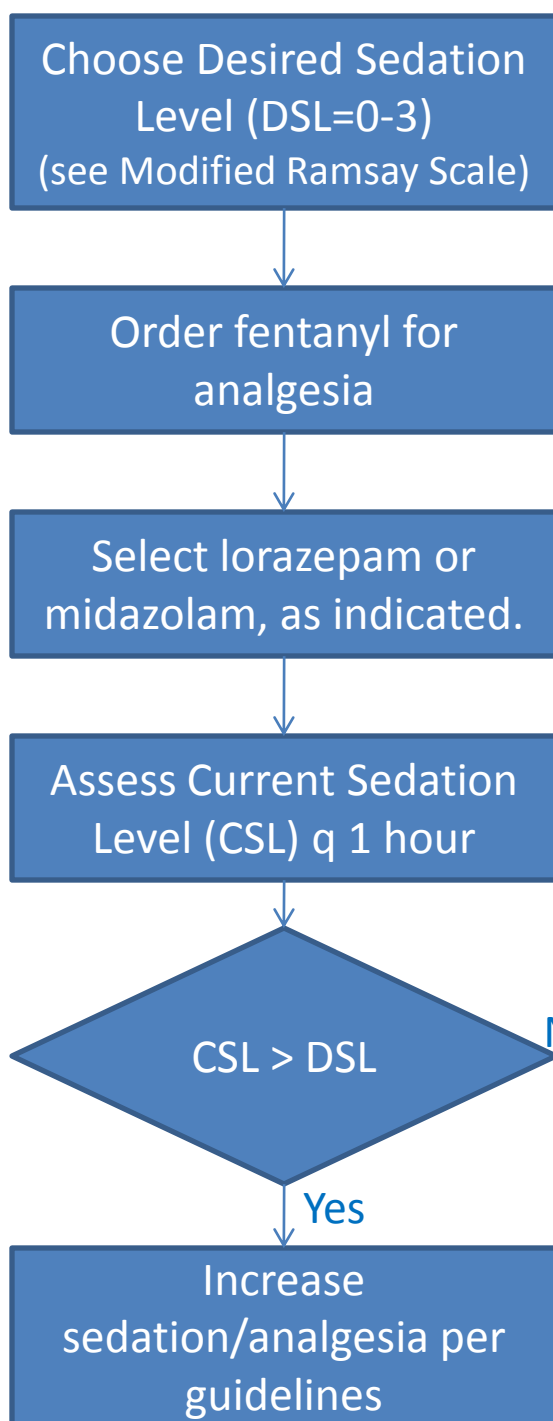 Choose Desired Sedation
Level (DSL=0-3)
(see Modified Ramsay Scale)
Order fentanyl for
analgesia
Select lorazepam or
midazolam, as indicated.
Assess Current Sedation
Level (CSL) q 1 hour
CSL > DSL
Yes
Increase
sedation/analgesia per
guidelines